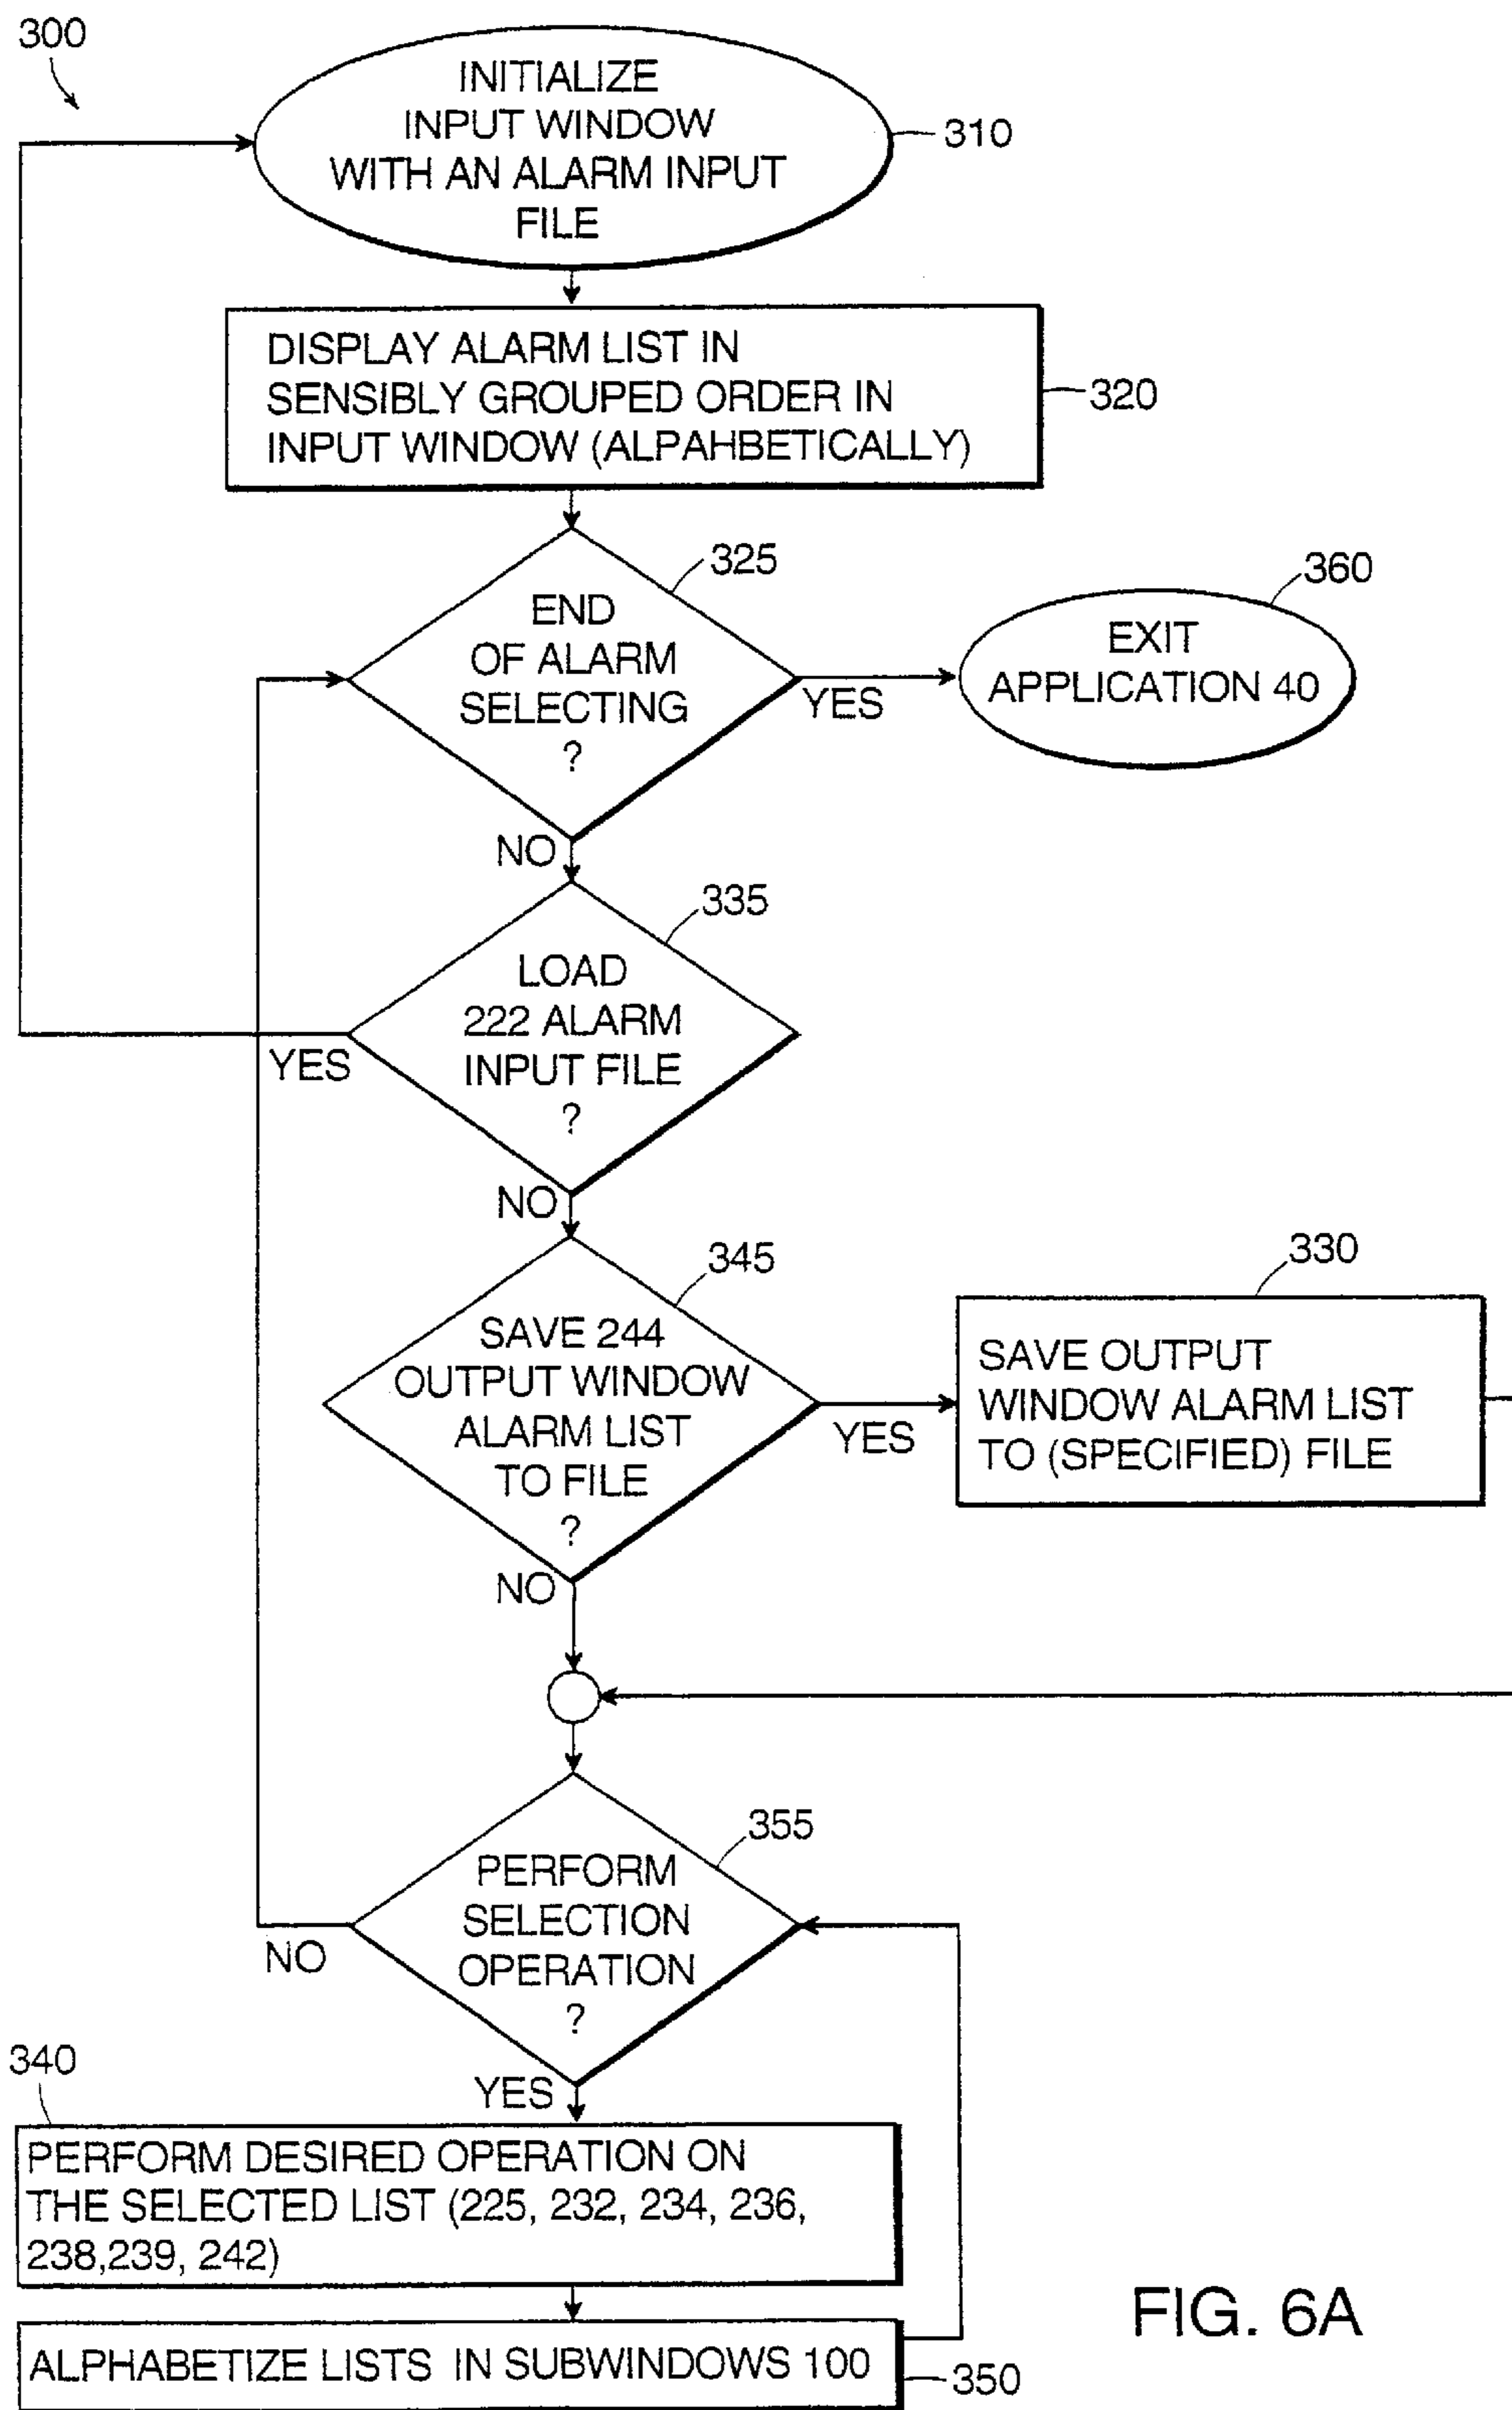 300
INITIALIZE
INPUT WINDOW
WITH AN ALARM INPUT
FILE
310
DISPLAY ALARM LIST IN
SENSIBLY GROUPED ORDER IN
INPUT WINDOW (ALPAHBETICALLY)
320
325
END
OF ALARM
SELECTING
?
YES
360
EXIT
APPLICATION 40
NO
335
LOAD
222 ALARM
INPUT FILE
?
YES
NO
345
SAVE 244
OUTPUT WINDOW
ALARM LIST
TO FILE
?
YES
330
SAVE OUTPUT
WINDOW ALARM LIST
TO (SPECIFIED) FILE
NO
355
PERFORM
SELECTION
OPERATION
?
NO
YES
340
PERFORM DESIRED OPERATION ON
THE SELECTED LIST (225, 232, 234, 236,
238,239, 242)
ALPHABETIZE LISTS IN SUBWINDOWS 100
350
FIG. 6A